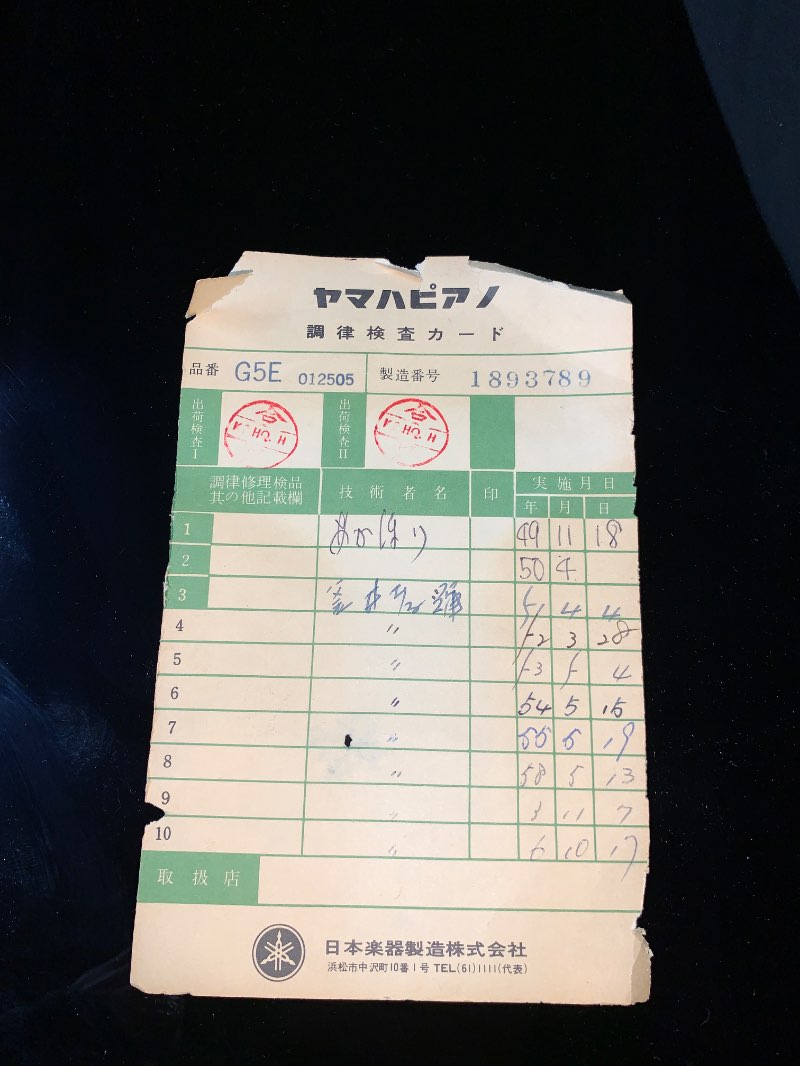 ヤマハピアノ
調律検査カード
品番 G5E 012505 製造番号 1893789
出荷検査I 出荷検査II
調律修理検品其の他記載欄 技術者名 印 実施月日
年 月 日
1 49 11 18
2 50 4
3 51 4 4
4 〃 52 3 28
5 〃 53 5 4
6 〃 54 5 15
7 〃 55 5 19
8 〃 58 5 13
9 〃 3 11 7
10 〃 6 10 17
取扱店
日本楽器製造株式会社
浜松市中沢町10番1号 TEL(61)1111(代表)